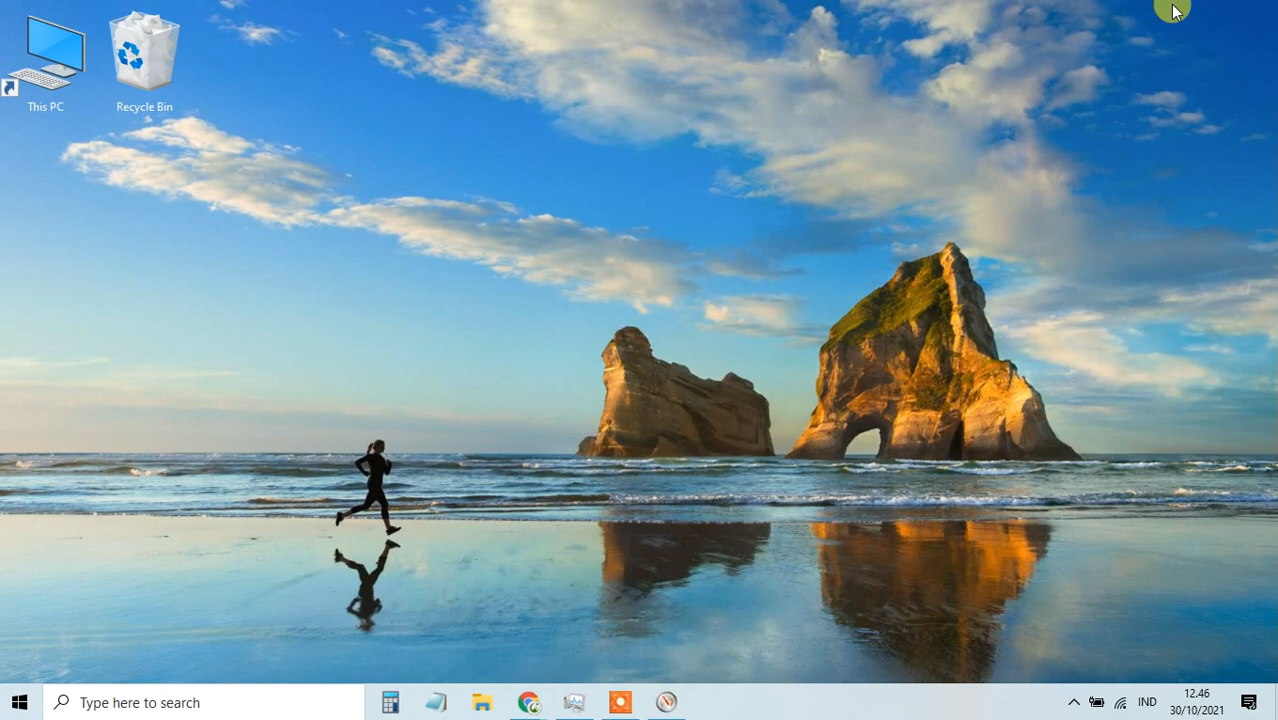 This PC
Recycle Bin
Type here to search
IND
12.46
30/10/2021